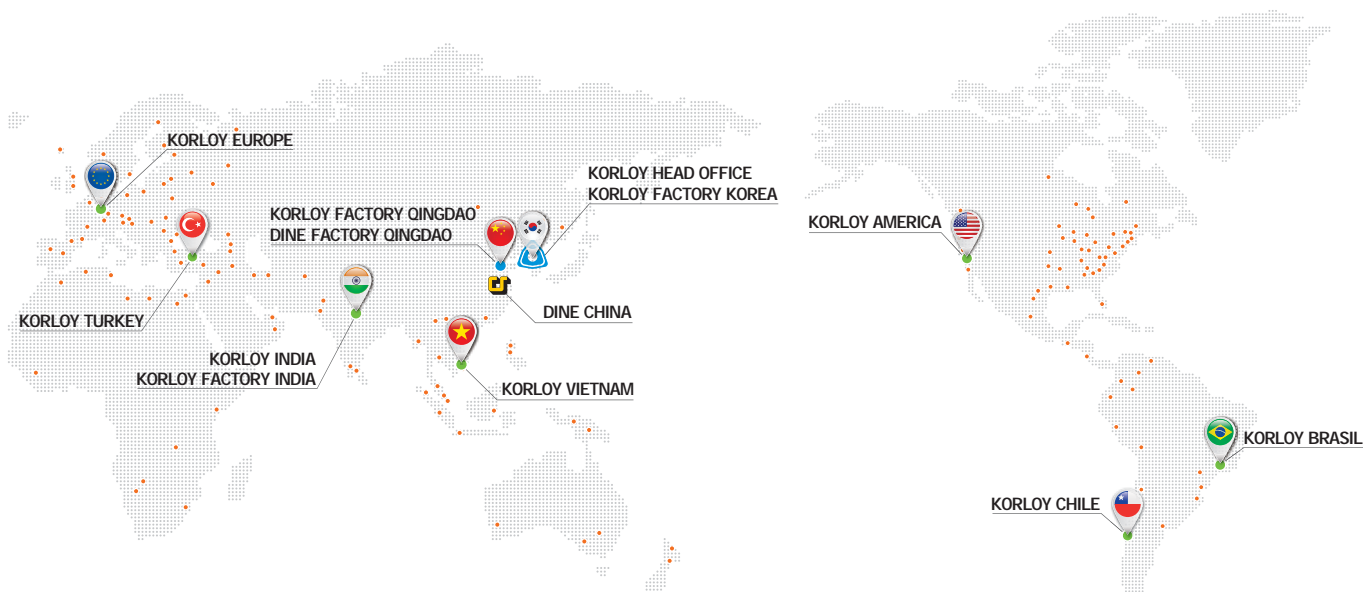 KORLOY EUROPE
KORLOY HEAD OFFICE
KORLOY FACTORY KOREA
KORLOY FACTORY QINGDAO
DINE FACTORY QINGDAO
KORLOY AMERICA
DINE CHINA
KORLOY TURKEY
KORLOY INDIA
KORLOY FACTORY INDIA
KORLOY VIETNAM
KORLOY BRASIL
KORLOY CHILE